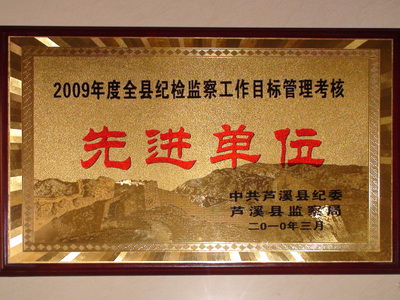 2009年度全县纪检监察工作目标管理考核
先进单位
中共芦溪县纪委
芦溪县监察局
二〇一〇年三月